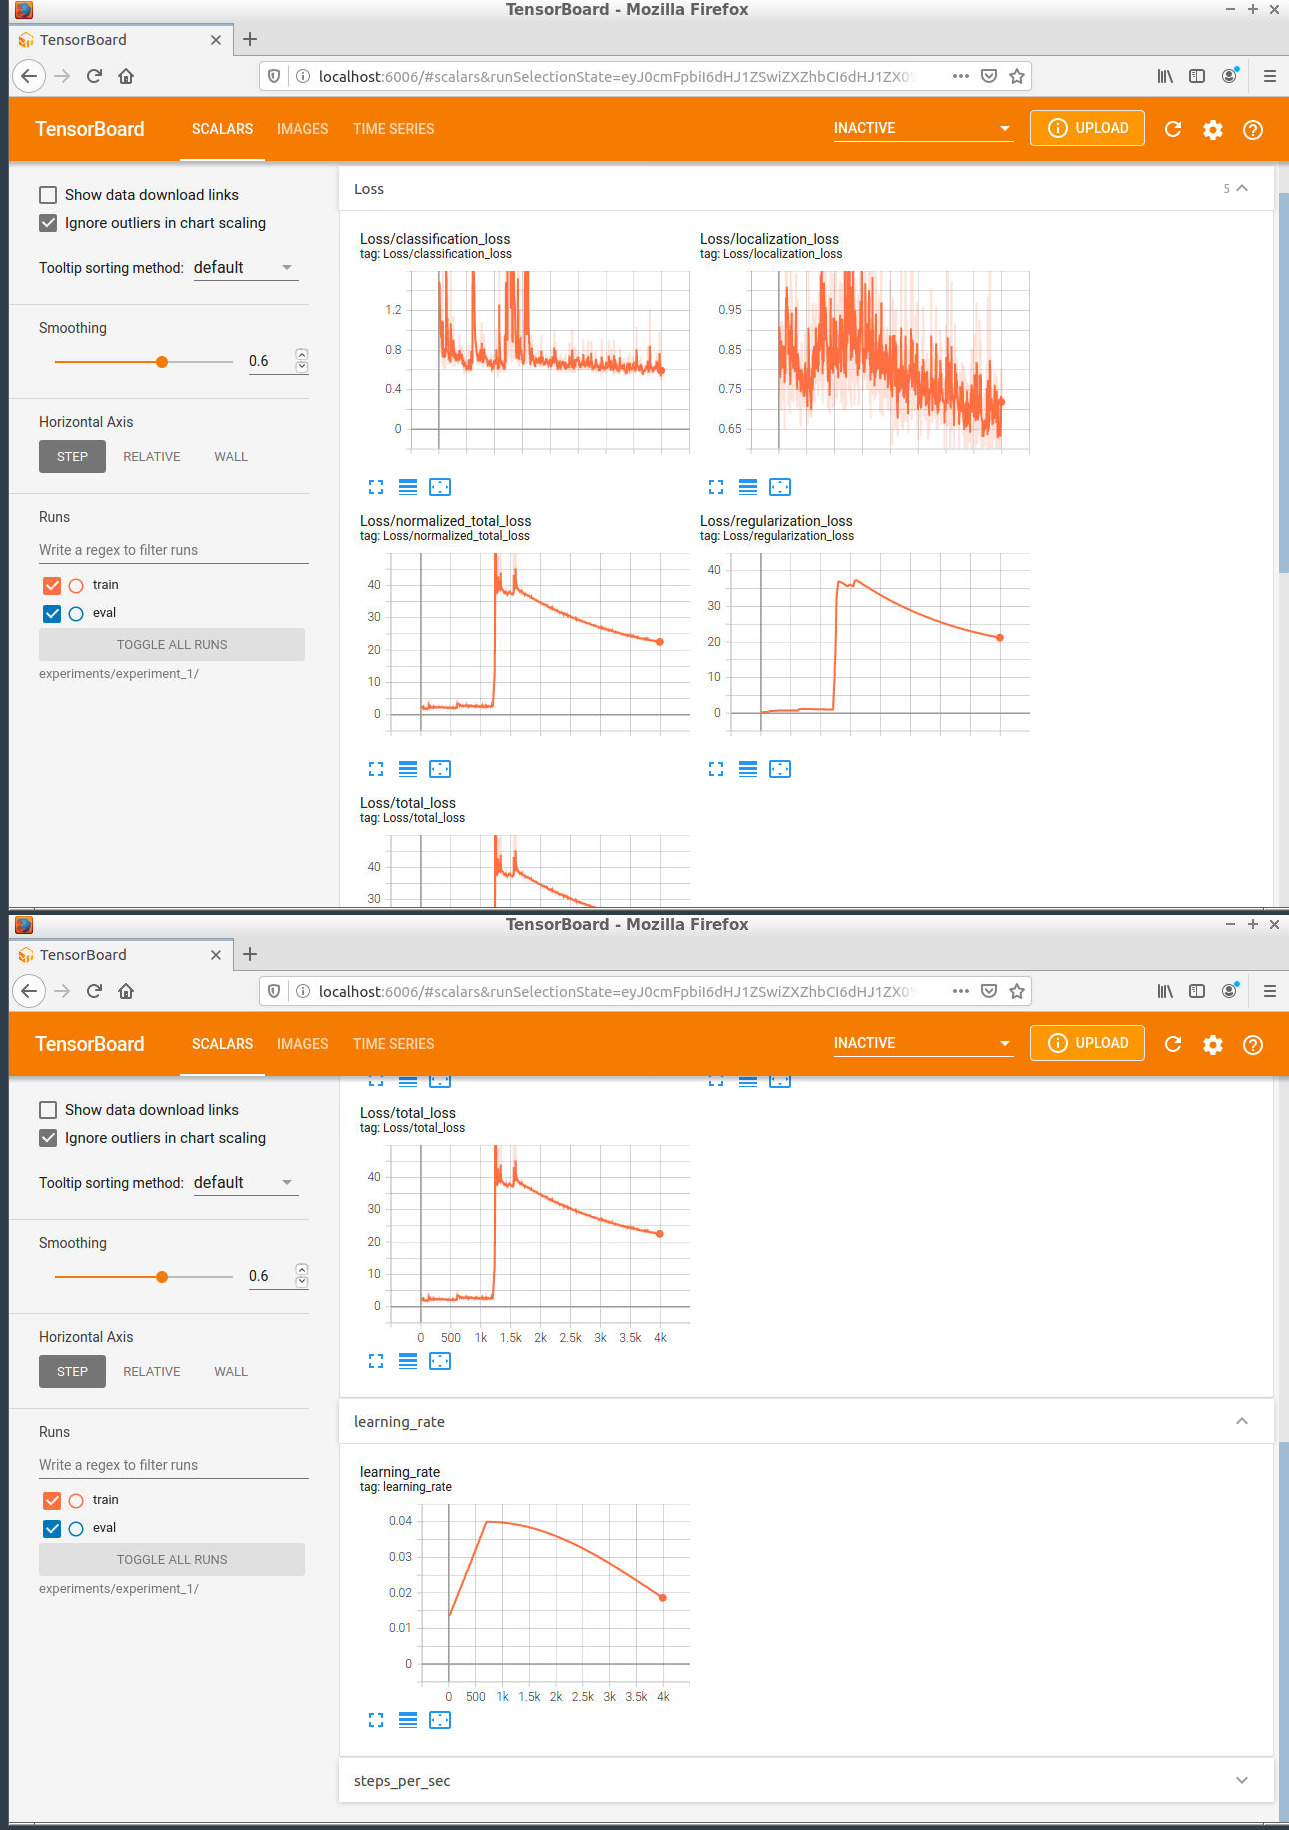 TensorBoard - Mozilla Firefox
TensorBoard
localhost:6006/#scalars&runSelectionState=eyJ0cmFpbiI6dHJ1ZSwiZXZhbCI6dHJ1ZX0%
TensorBoard SCALARS IMAGES TIME SERIES INACTIVE UPLOAD
Show data download links
Ignore outliers in chart scaling
Tooltip sorting method: default
Smoothing
0.6
Horizontal Axis
STEP RELATIVE WALL
Runs
Write a regex to filter runs
train
eval
TOGGLE ALL RUNS
experiments/experiment_1/
Loss 5
Loss/classification_loss
tag: Loss/classification_loss
1.2
0.8
0.4
0
Loss/localization_loss
tag: Loss/localization_loss
0.95
0.85
0.75
0.65
Loss/normalized_total_loss
tag: Loss/normalized_total_loss
40
30
20
10
0
Loss/regularization_loss
tag: Loss/regularization_loss
40
30
20
10
0
Loss/total_loss
tag: Loss/total_loss
40
30
TensorBoard - Mozilla Firefox
TensorBoard
localhost:6006/#scalars&runSelectionState=eyJ0cmFpbiI6dHJ1ZSwiZXZhbCI6dHJ1ZX0%
TensorBoard SCALARS IMAGES TIME SERIES INACTIVE UPLOAD
Show data download links
Ignore outliers in chart scaling
Tooltip sorting method: default
Smoothing
0.6
Horizontal Axis
STEP RELATIVE WALL
Runs
Write a regex to filter runs
train
eval
TOGGLE ALL RUNS
experiments/experiment_1/
Loss/total_loss
tag: Loss/total_loss
40
30
20
10
0
0 500 1k 1.5k 2k 2.5k 3k 3.5k 4k
learning_rate
learning_rate
tag: learning_rate
0.04
0.03
0.02
0.01
0
0 500 1k 1.5k 2k 2.5k 3k 3.5k 4k
steps_per_sec